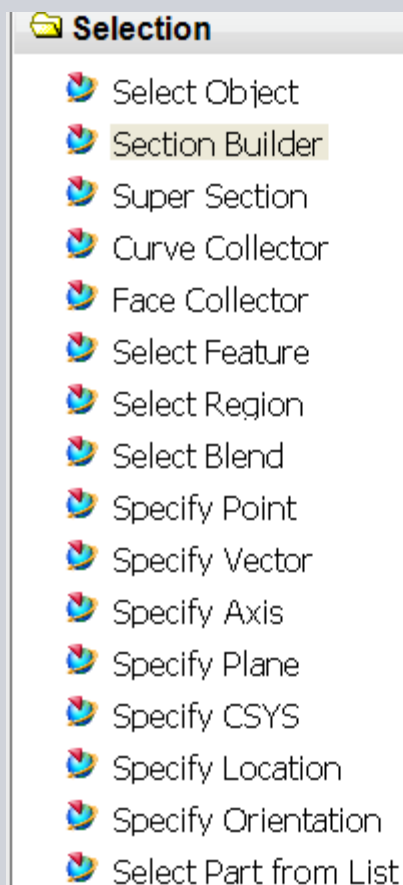 Selection
Select Object
Section Builder
Super Section
Curve Collector
Face Collector
Select Feature
Select Region
Select Blend
Specify Point
Specify Vector
Specify Axis
Specify Plane
Specify CSYS
Specify Location
Specify Orientation
Select Part from List